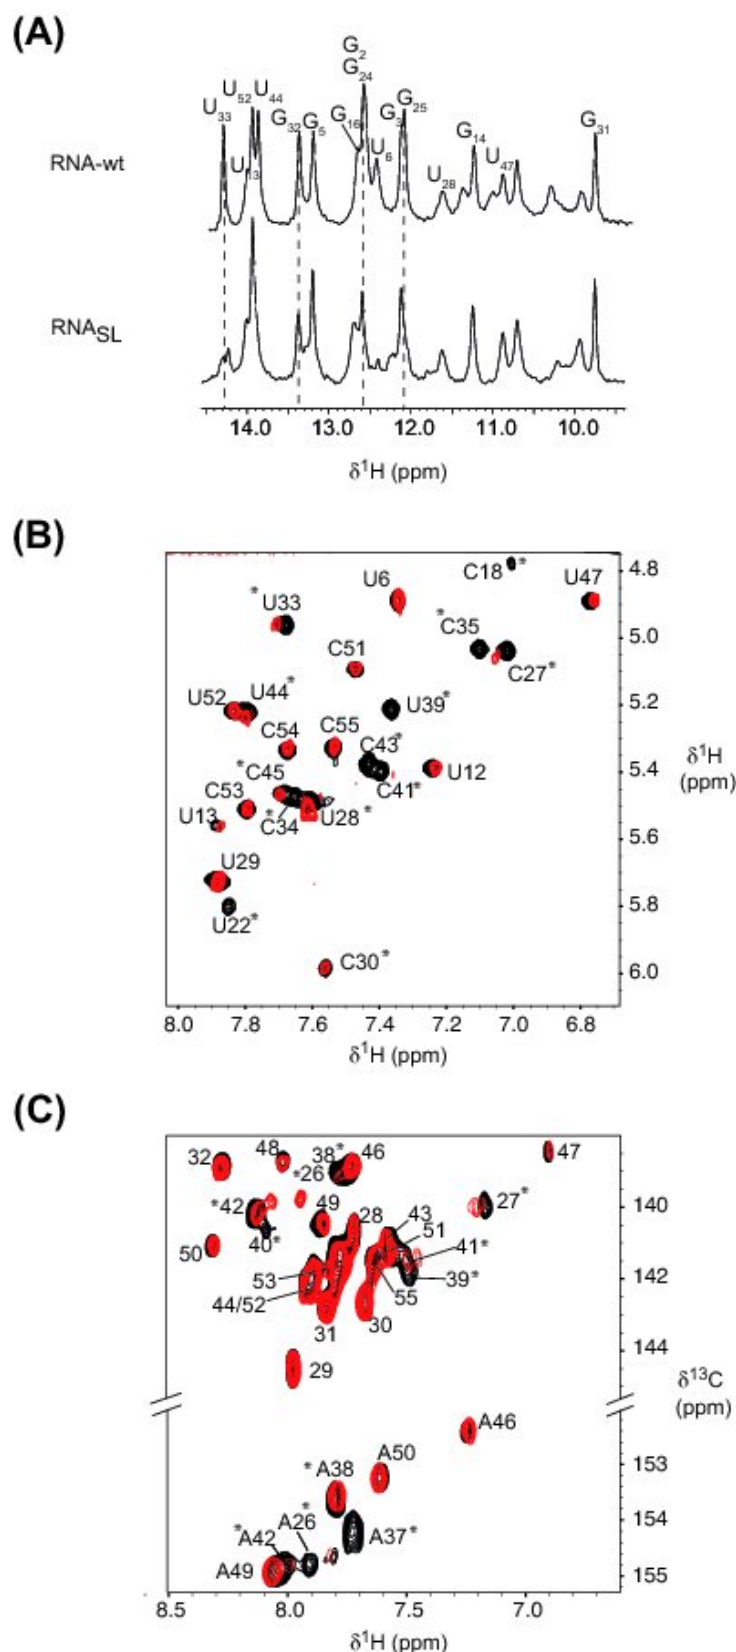 (A)
G2
G24
U52 U44
U33 U13 G32 G5 G16 U6 G3 G25 G14 U28 U47 G31
RNA-wt
RNASL
14.0 13.0 12.0 11.0 10.0
δ1H (ppm)
(B)
C18* U47
U6
*U33 *C35
C51 C27*
U52 U44* U39*
C54 C55 C43*
*C45 C41* U12
C53 *C34 U28*
U13
U29
U22*
C30*
4.8
5.0
5.2
5.4
5.6
5.8
6.0
δ1H
(ppm)
8.0 7.8 7.6 7.4 7.2 7.0 6.8
δ1H (ppm)
(C)
32 48 38* 46 47
*26
*42 49 28 43 27*
40* 51
50 41*
53 39*
44/52 55
31 30
29
140
142
144
δ13C
(ppm)
A46
A50
*A38
*A42 A26* A37*
A49
153
154
155
8.5 8.0 7.5 7.0
δ1H (ppm)